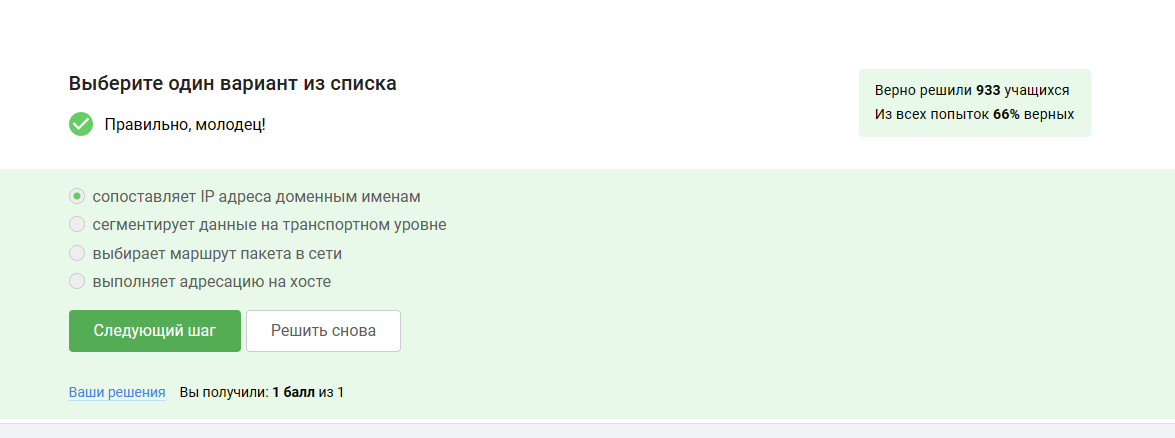 Выберите один вариант из списка
Верно решили 933 учащихся
Из всех попыток 66% верных
Правильно, молодец!
сопоставляет IP адреса доменным именам
сегментирует данные на транспортном уровне
выбирает маршрут пакета в сети
выполняет адресацию на хосте
Следующий шаг Решить снова
Ваши решения Вы получили: 1 балл из 1